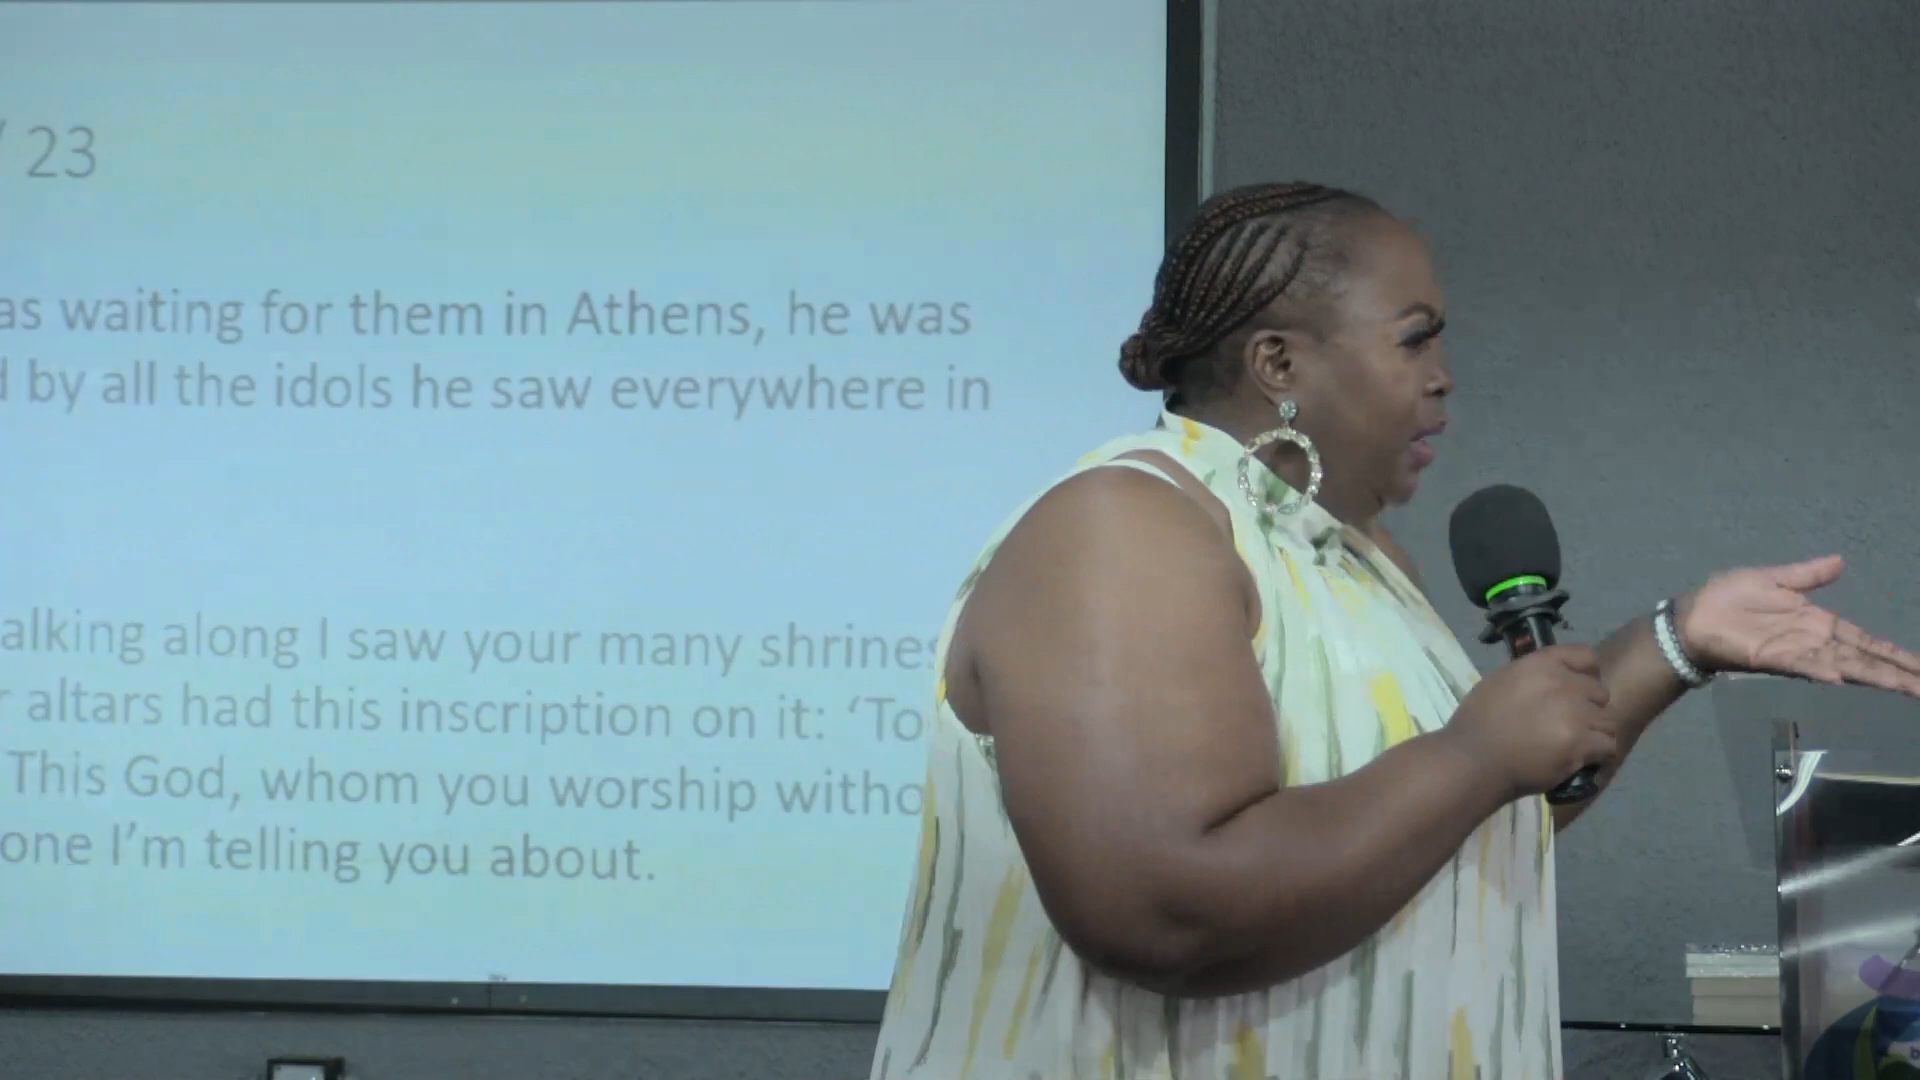 23
as waiting for them in Athens, he was
by all the idols he saw everywhere in
alking along I saw your many shrines
altars had this inscription on it: ‘To
This God, whom you worship witho
one I’m telling you about.